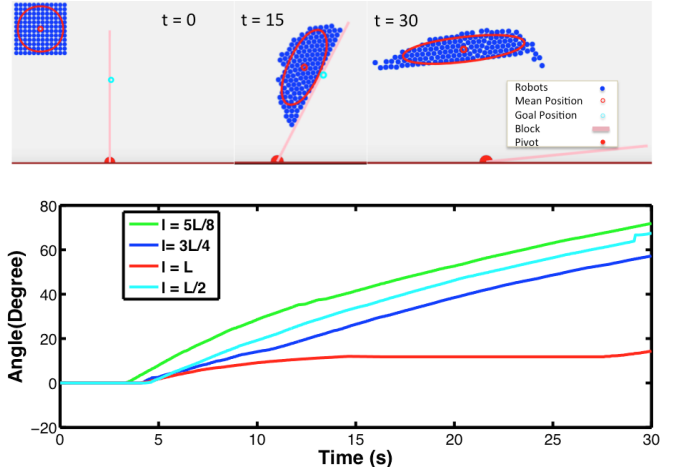 t = 0
t = 15
t = 30
Robots
Mean Position
Goal Position
Block
Pivot
80
60
40
20
0
−20
Angle(Degree)
l = 5L/8
l= 3L/4
l = L
l = L/2
0
5
10
15
20
25
30
Time (s)